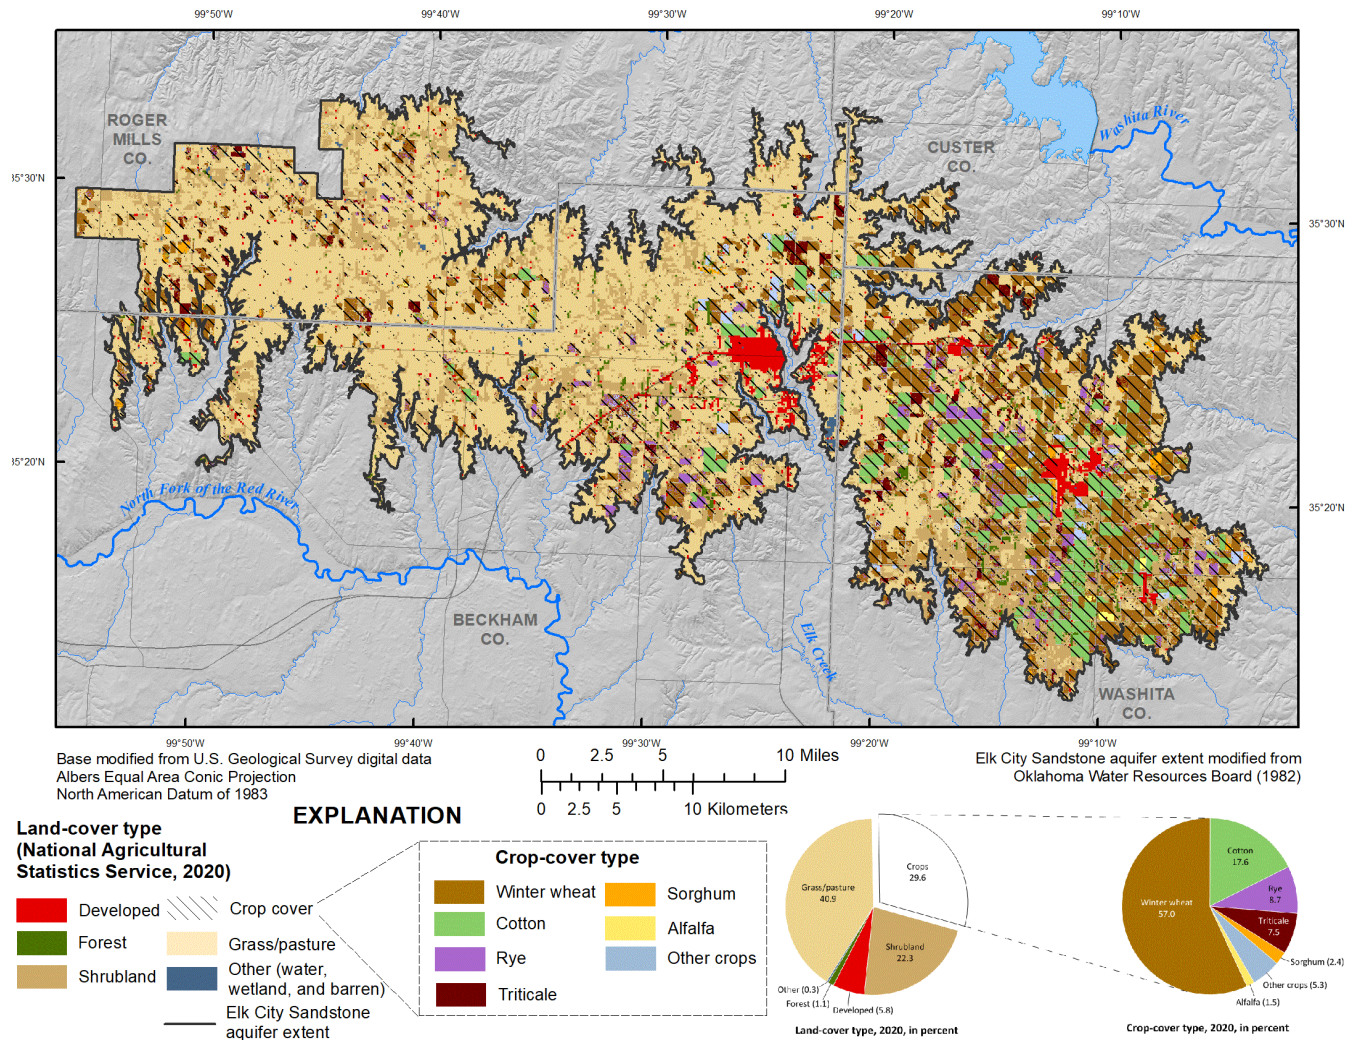 99°50'W 99°40'W 99°30'W 99°20'W 99°10'W
ROGER
MILLS
CO.
CUSTER
CO.
Washita River
35°30'N
35°30'N
35°20'N
35°20'N
North Fork of the Red River
BECKHAM
CO.
Elk Creek
WASHITA
CO.
99°50'W 99°40'W 99°30'W 99°20'W 99°10'W
Base modified from U.S. Geological Survey digital data
Albers Equal Area Conic Projection
North American Datum of 1983
0 2.5 5 10 Miles
0 2.5 5 10 Kilometers
Elk City Sandstone aquifer extent modified from
Oklahoma Water Resources Board (1982)
EXPLANATION
Land-cover type
(National Agricultural
Statistics Service, 2020)
Developed
Forest
Shrubland
Crop cover
Grass/pasture
Other (water,
wetland, and barren)
Elk City Sandstone
aquifer extent
Crop-cover type
Winter wheat
Cotton
Rye
Triticale
Sorghum
Alfalfa
Other crops
Crops
29.6
Grass/pasture
40.9
Shrubland
22.3
Other (0.3)
Forest (1.1)
Developed (5.8)
Land-cover type, 2020, in percent
Cotton
17.6
Rye
8.7
Triticale
7.5
Winter wheat
57.0
Sorghum (2.4)
Other crops (5.3)
Alfalfa (1.5)
Crop-cover type, 2020, in percent